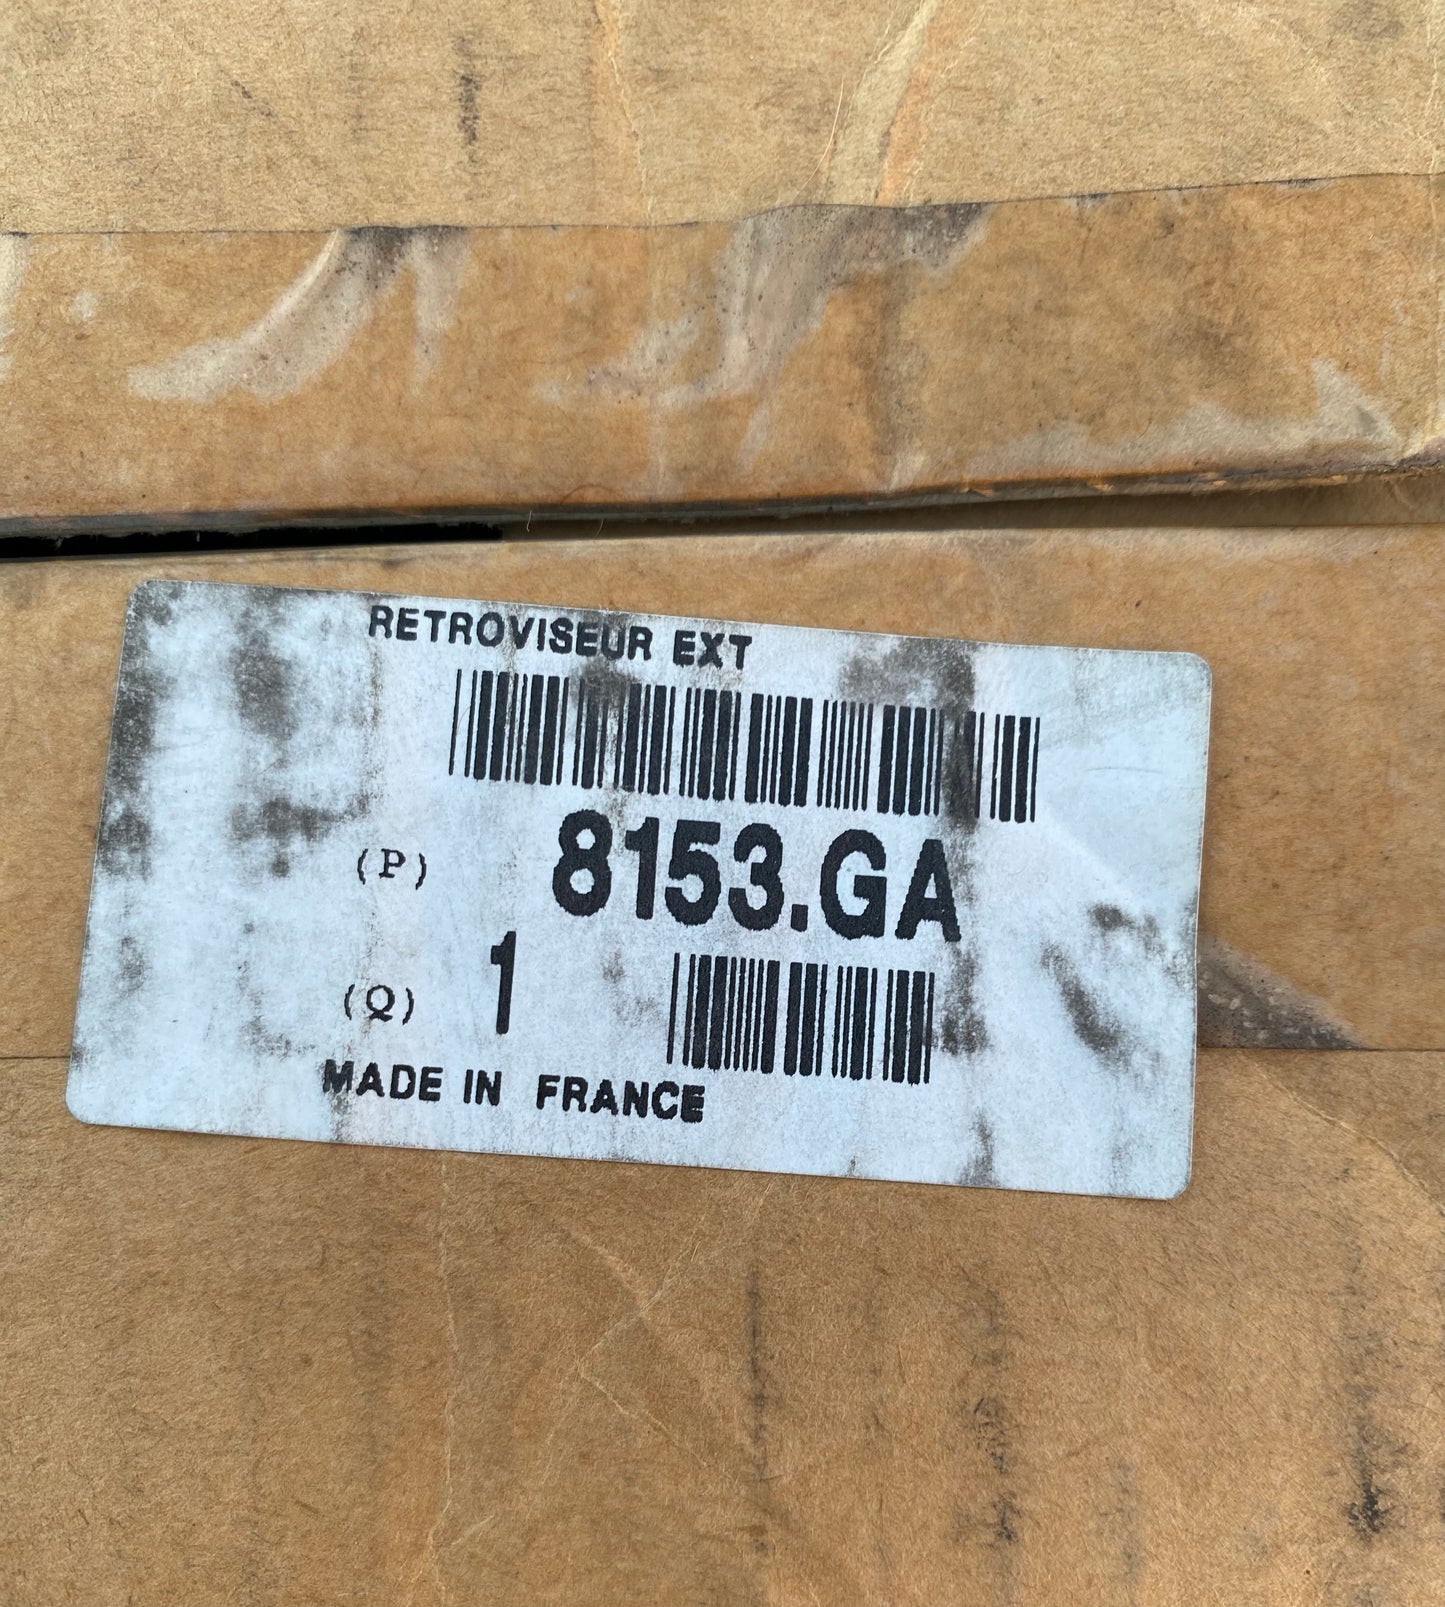 RETROVISEUR EXT
(P) 8153.GA
(Q) 1
MADE IN FRANCE